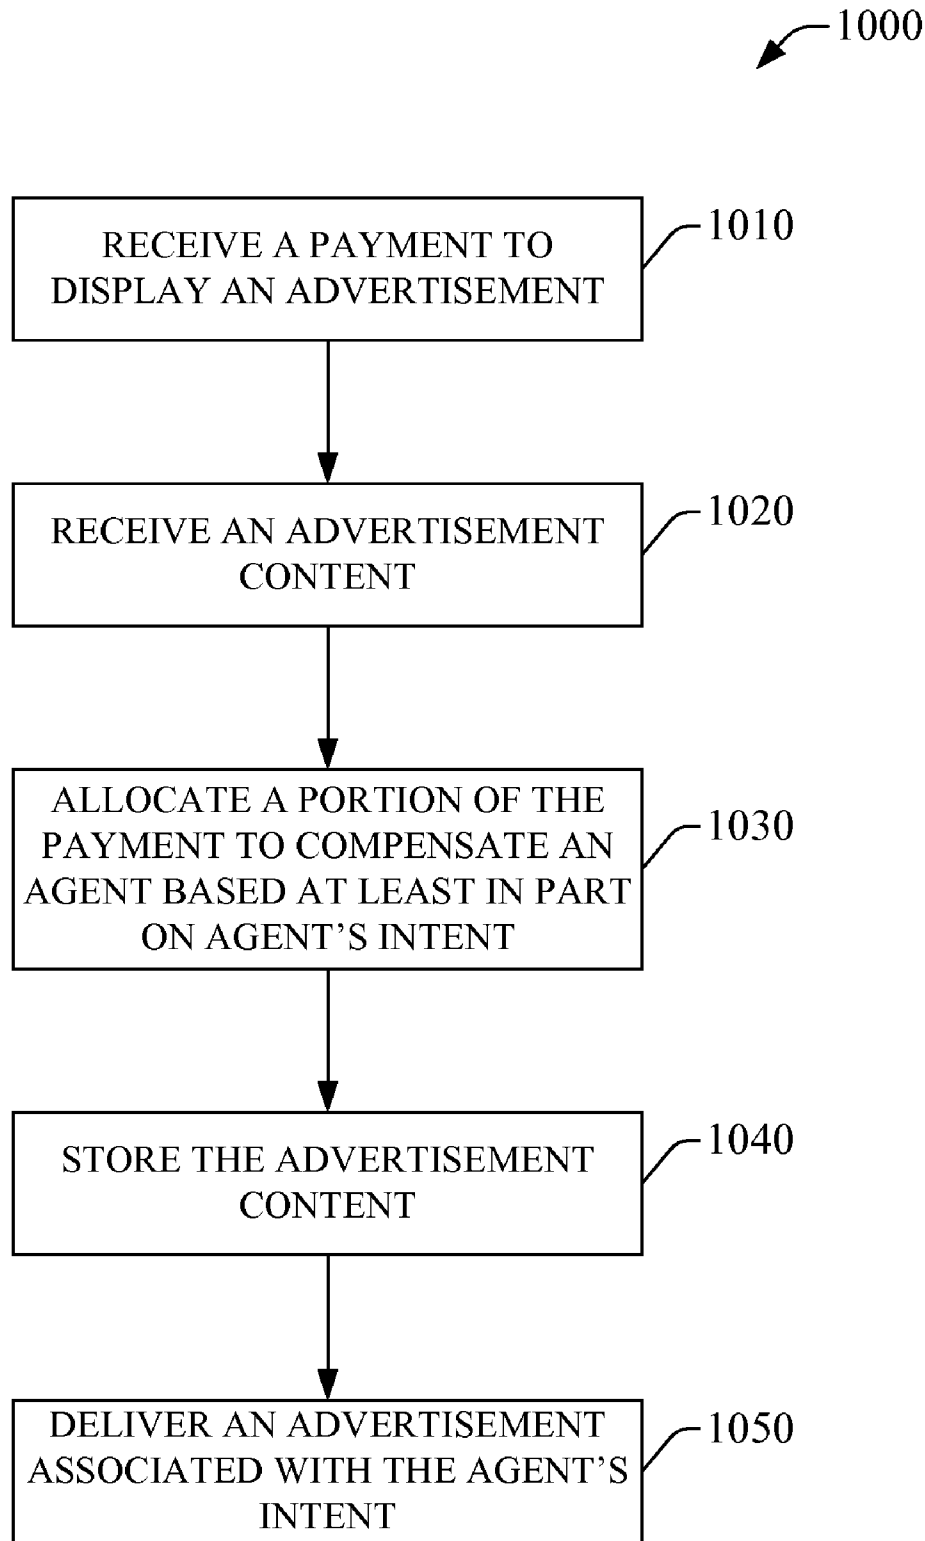 1000
RECEIVE A PAYMENT TO
DISPLAY AN ADVERTISEMENT
1010
RECEIVE AN ADVERTISEMENT
CONTENT
1020
ALLOCATE A PORTION OF THE
PAYMENT TO COMPENSATE AN
AGENT BASED AT LEAST IN PART
ON AGENT'S INTENT
1030
STORE THE ADVERTISEMENT
CONTENT
1040
DELIVER AN ADVERTISEMENT
ASSOCIATED WITH THE AGENT'S
INTENT
1050